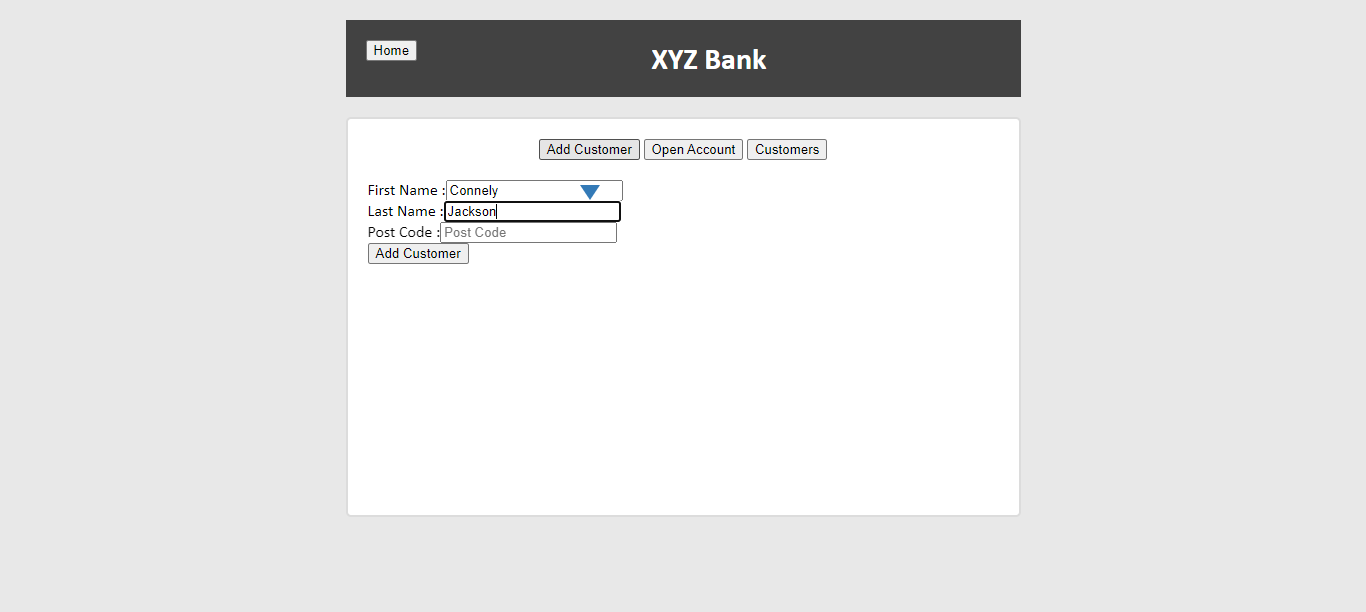 Home
XYZ Bank
Add Customer Open Account Customers
First Name : Connely
Last Name : Jackson
Post Code : Post Code
Add Customer